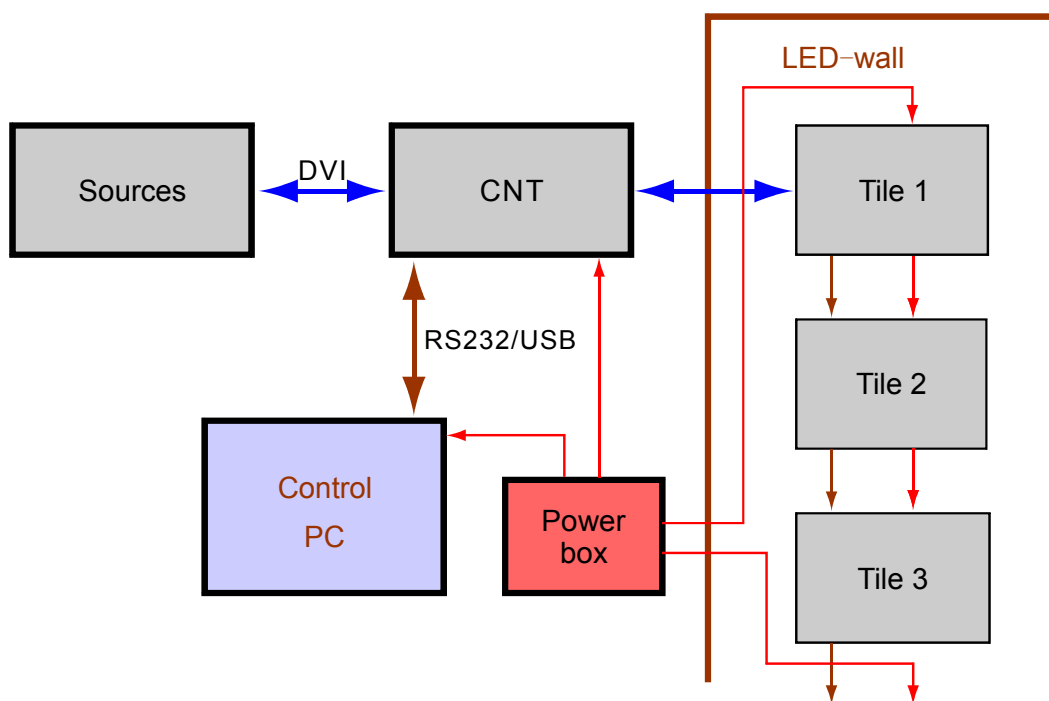 LED-wall
Sources
DVI
CNT
Tile 1
RS232/USB
Tile 2
Control
PC
Power
box
Tile 3